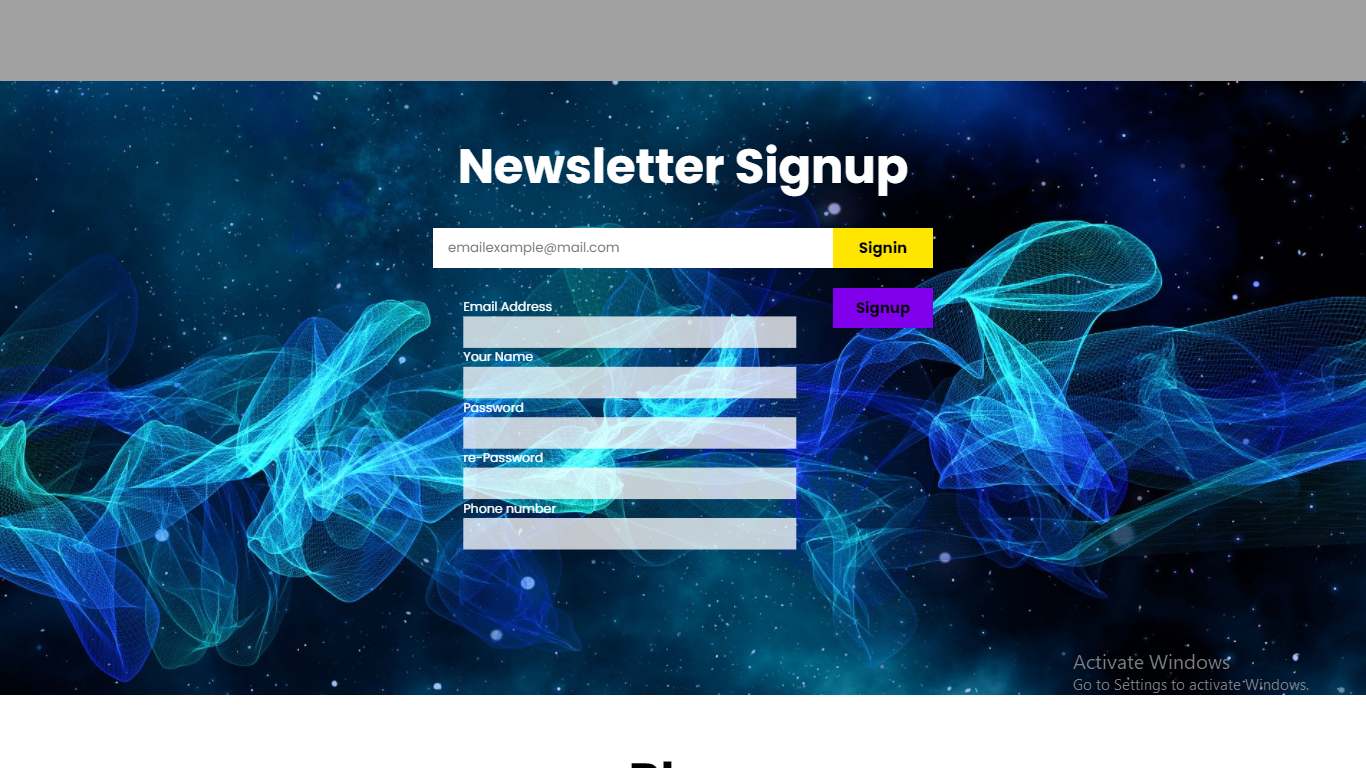 Newsletter Signup
emailexample@mail.com
Signin
Signup
Email Address
Your Name
Password
re-Password
Phone number
Activate Windows
Go to Settings to activate Windows.